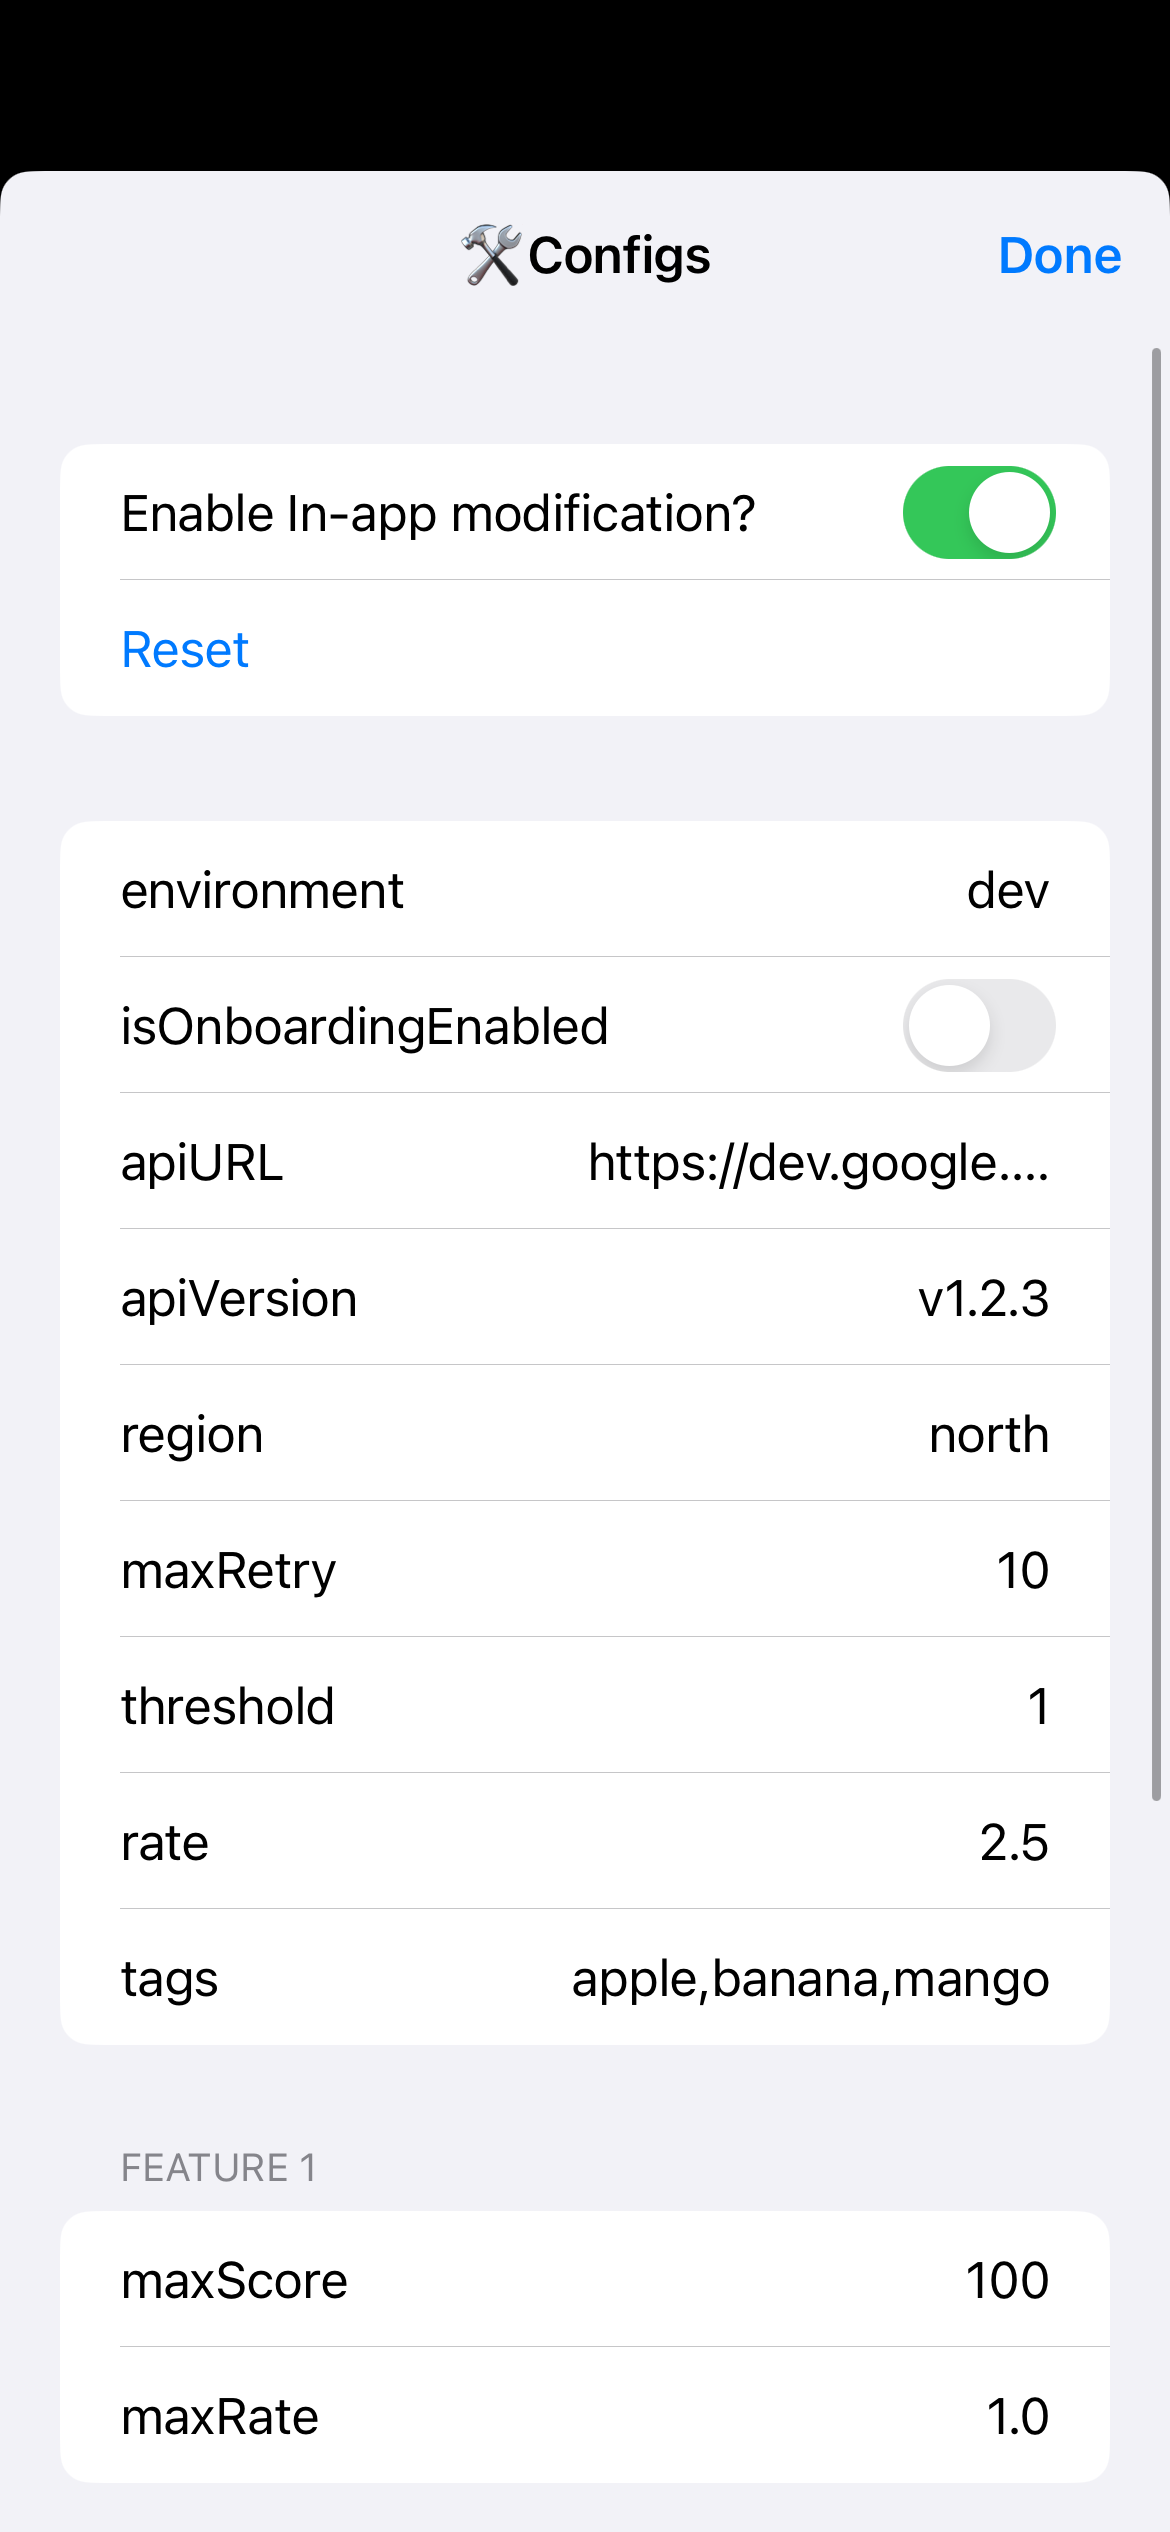 🛠Configs
Done
Enable In-app modification?
Reset
environment dev
isOnboardingEnabled
apiURL https://dev.google....
apiVersion v1.2.3
region north
maxRetry 10
threshold 1
rate 2.5
tags apple,banana,mango
FEATURE 1
maxScore 100
maxRate 1.0